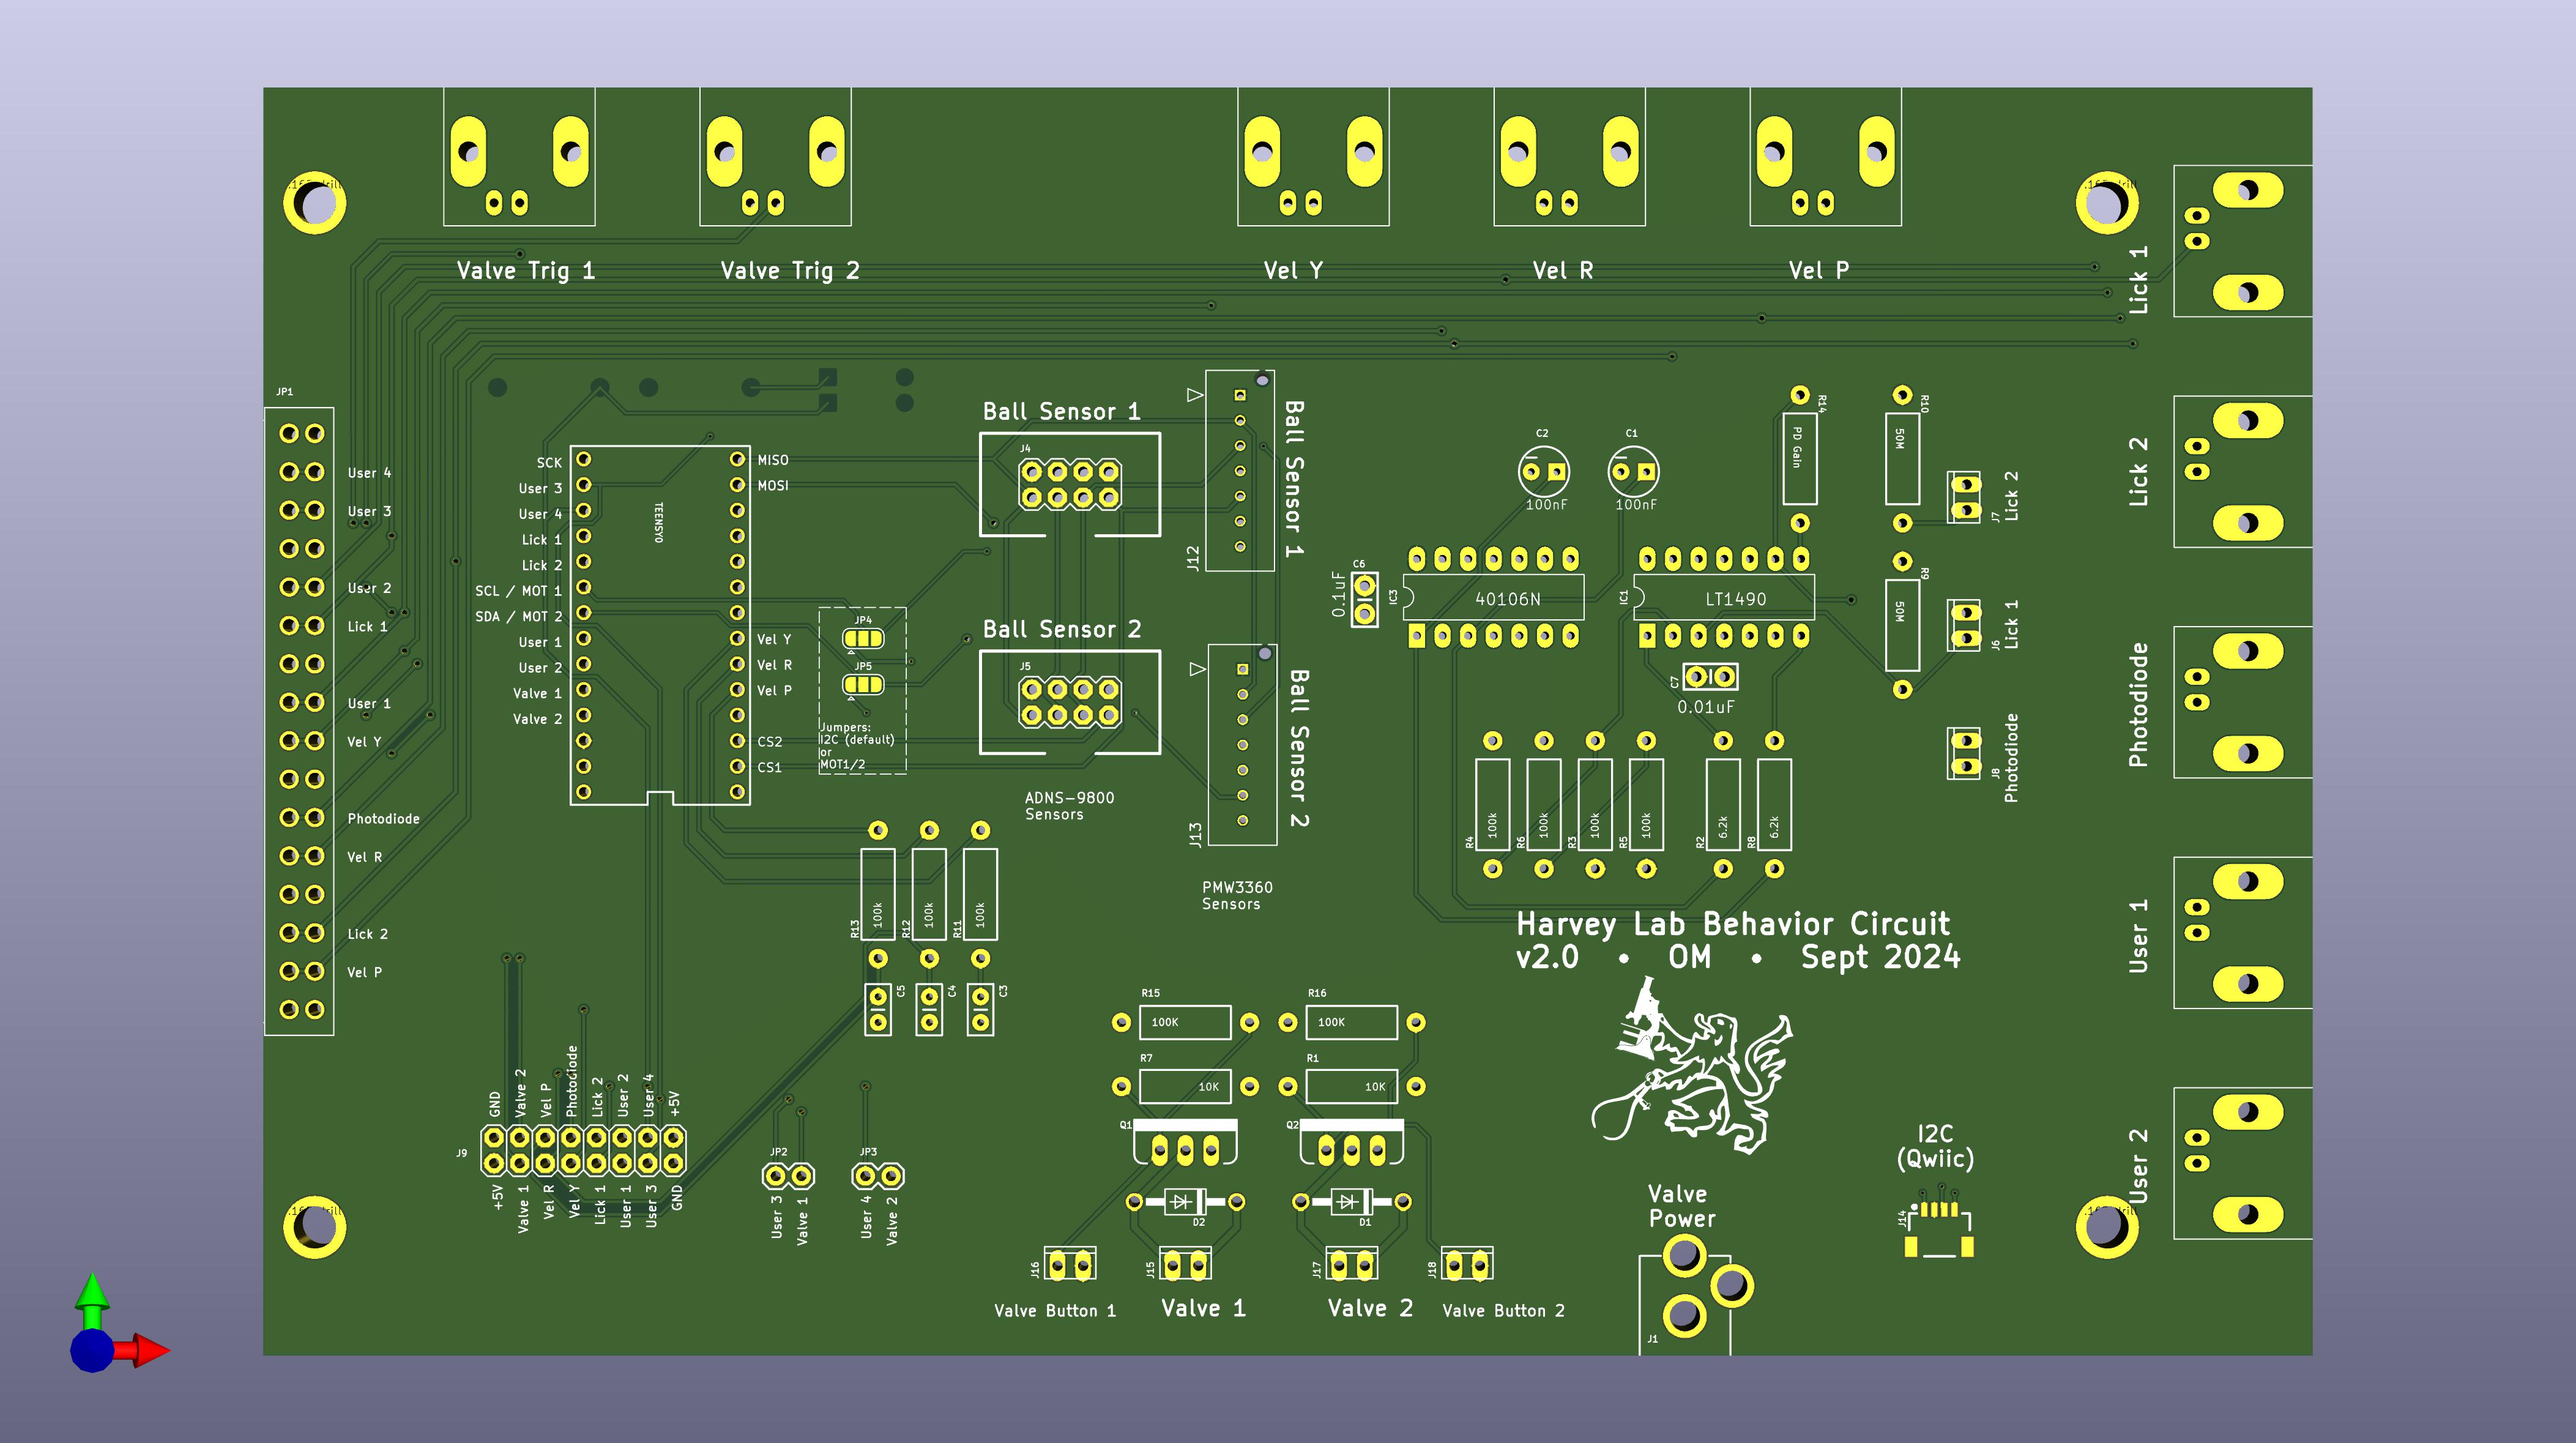 Valve Trig 1
Valve Trig 2
Vel Y
Vel R
Vel P
Lick 1
Lick 2
Photodiode
User 1
User 2
JP1
User 4
User 3
User 2
Lick 1
User 1
Vel Y
Photodiode
Vel R
Lick 2
Vel P
SCK
User 3
User 4
Lick 1
Lick 2
SCL / MOT 1
SDA / MOT 2
User 1
User 2
Valve 1
Valve 2
TEENSY0
MISO
MOSI
Vel Y
Vel R
Vel P
CS2
CS1
JP4
JP5
Jumpers:
I2C (default)
or
MOT1/2
Ball Sensor 1
J4
Ball Sensor 2
J5
ADNS-9800
Sensors
J12
Ball Sensor 1
J13
Ball Sensor 2
PMW3360
Sensors
C2
100nF
C1
100nF
C6
0.1uF
IC3
40106N
IC1
LT1490
C7
0.01uF
R14
PD Gain
R10
50M
R9
50M
J7
Lick 2
J6
Lick 1
J8
Photodiode
R4
100k
R6
100k
R3
100k
R5
100k
R2
6.2k
R8
6.2k
R13
100k
R12
100k
R11
100k
C5
C4
C3
Harvey Lab Behavior Circuit
v2.0 • OM • Sept 2024
R15
100K
R16
100K
R7
10K
R1
10K
Q1
Q2
D2
D1
J16
J15
J17
J18
Valve Button 1
Valve 1
Valve 2
Valve Button 2
GND
Valve 2
Vel P
Photodiode
Lick 2
User 2
User 4
+5V
J9
+5V
Valve 1
Vel R
Vel Y
Lick 1
User 1
User 3
GND
JP2
User 3
Valve 1
JP3
User 4
Valve 2
Valve
Power
J1
I2C
(Qwiic)
J14